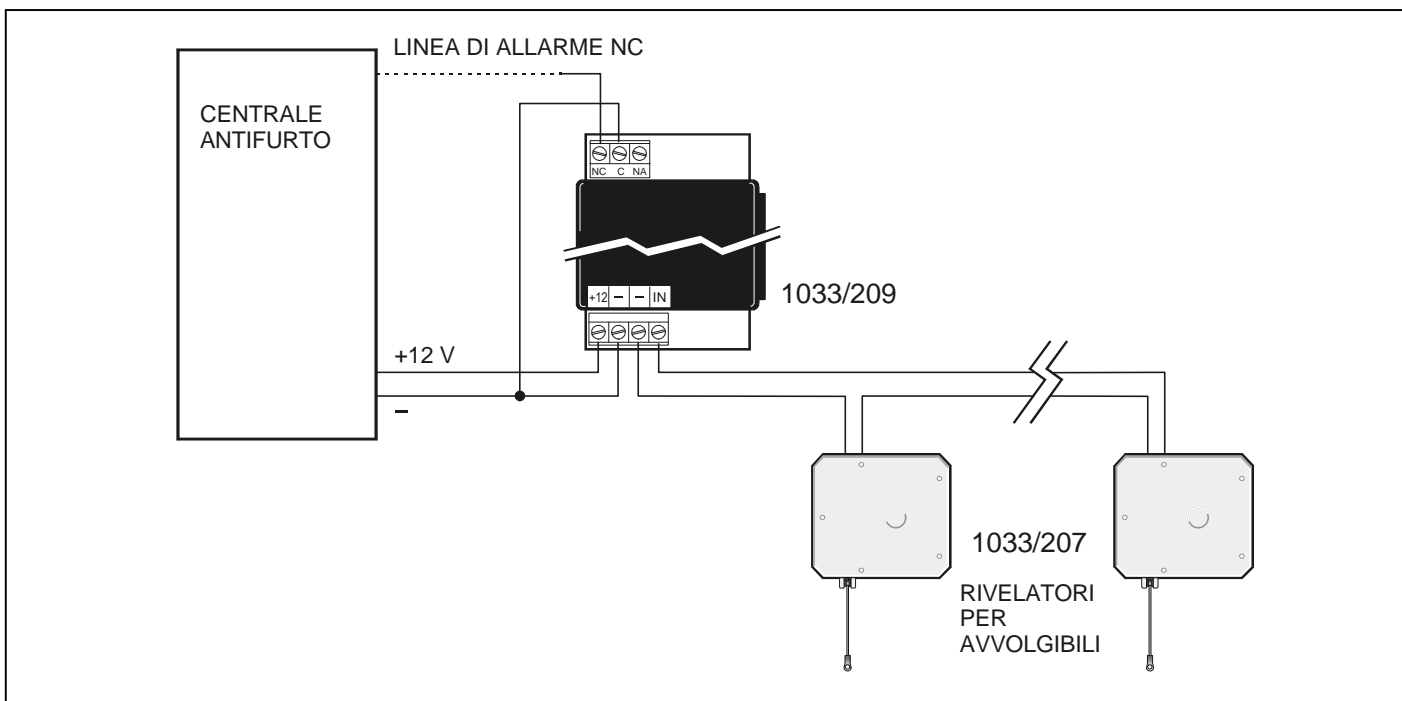 LINEA DI ALLARME NC
CENTRALE
ANTIFURTO
NC C NA
+12 – – IN
1033/209
+12 V
–
1033/207
RIVELATORI
PER
AVVOLGIBILI